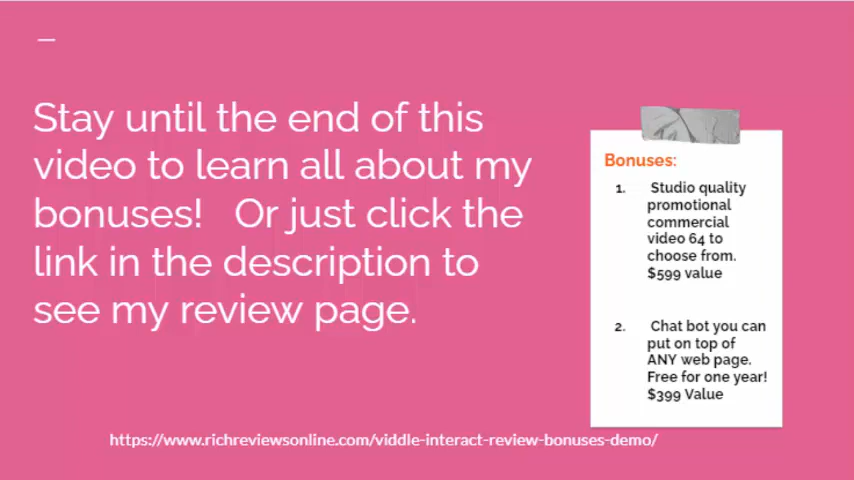 Stay until the end of this
video to learn all about my
bonuses! Or just click the
link in the description to
see my review page.
Bonuses:
1. Studio quality
promotional
commercial
video 64 to
choose from.
$599 value
2. Chat bot you can
put on top of
ANY web page.
Free for one year!
$399 Value
https://www.richreviewsonline.com/viddle-interact-review-bonuses-demo/